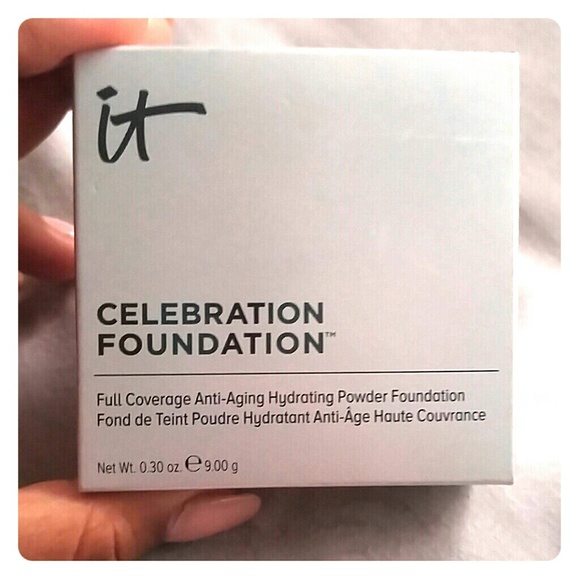 it
CELEBRATION
FOUNDATION™
Full Coverage Anti-Aging Hydrating Powder Foundation
Fond de Teint Poudre Hydratant Anti-Âge Haute Couvrance
Net Wt. 0.30 oz. ℮ 9.00 g